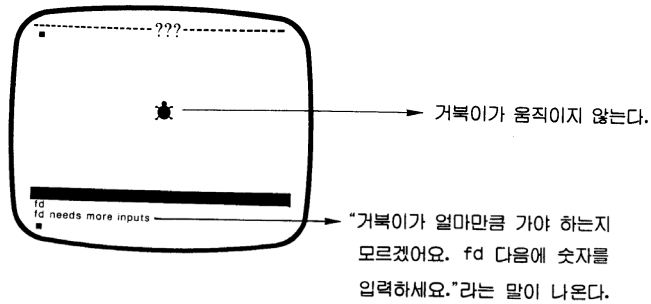 ???
거북이가 움직이지 않는다.
fd
fd needs more inputs
“거북이가 얼마만큼 가야 하는지
모르겠어요. fd 다음에 숫자를
입력하세요.”라는 말이 나온다.